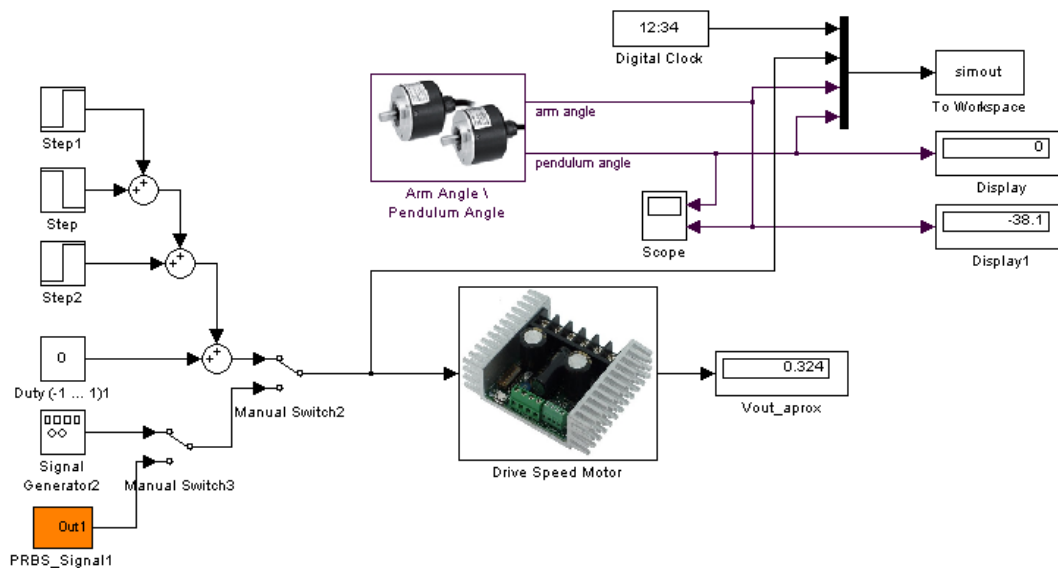 12:34
Digital Clock
simout
To Workspace
Step1
arm angle
pendulum angle
0
Display
Step
Arm Angle \
Pendulum Angle
Scope
-38.1
Display1
Step2
0
Duty (-1 ... 1)1
Manual Switch2
0.324
Vout_aprox
Signal
Generator2
Manual Switch3
Drive Speed Motor
Out1
PRBS_Signal1